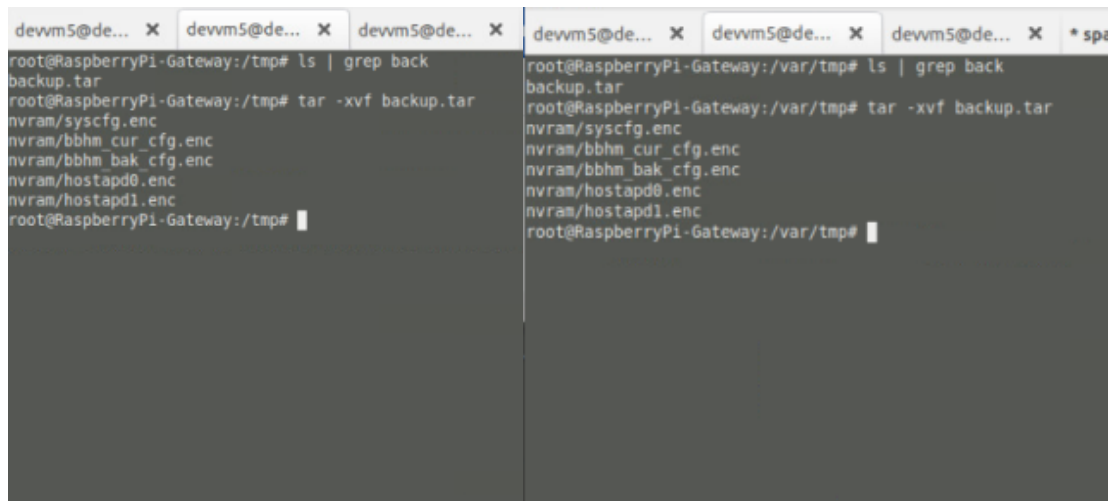 devvm5@de... × devvm5@de... × devvm5@de... ×
root@RaspberryPi-Gateway:/tmp# ls | grep back
backup.tar
root@RaspberryPi-Gateway:/tmp# tar -xvf backup.tar
nvram/syscfg.enc
nvram/bbhm_cur_cfg.enc
nvram/bbhm_bak_cfg.enc
nvram/hostapd0.enc
nvram/hostapd1.enc
root@RaspberryPi-Gateway:/tmp#
devvm5@de... × devvm5@de... × devvm5@de... × * spa
root@RaspberryPi-Gateway:/var/tmp# ls | grep back
backup.tar
root@RaspberryPi-Gateway:/var/tmp# tar -xvf backup.tar
nvram/syscfg.enc
nvram/bbhm_cur_cfg.enc
nvram/bbhm_bak_cfg.enc
nvram/hostapd0.enc
nvram/hostapd1.enc
root@RaspberryPi-Gateway:/var/tmp#